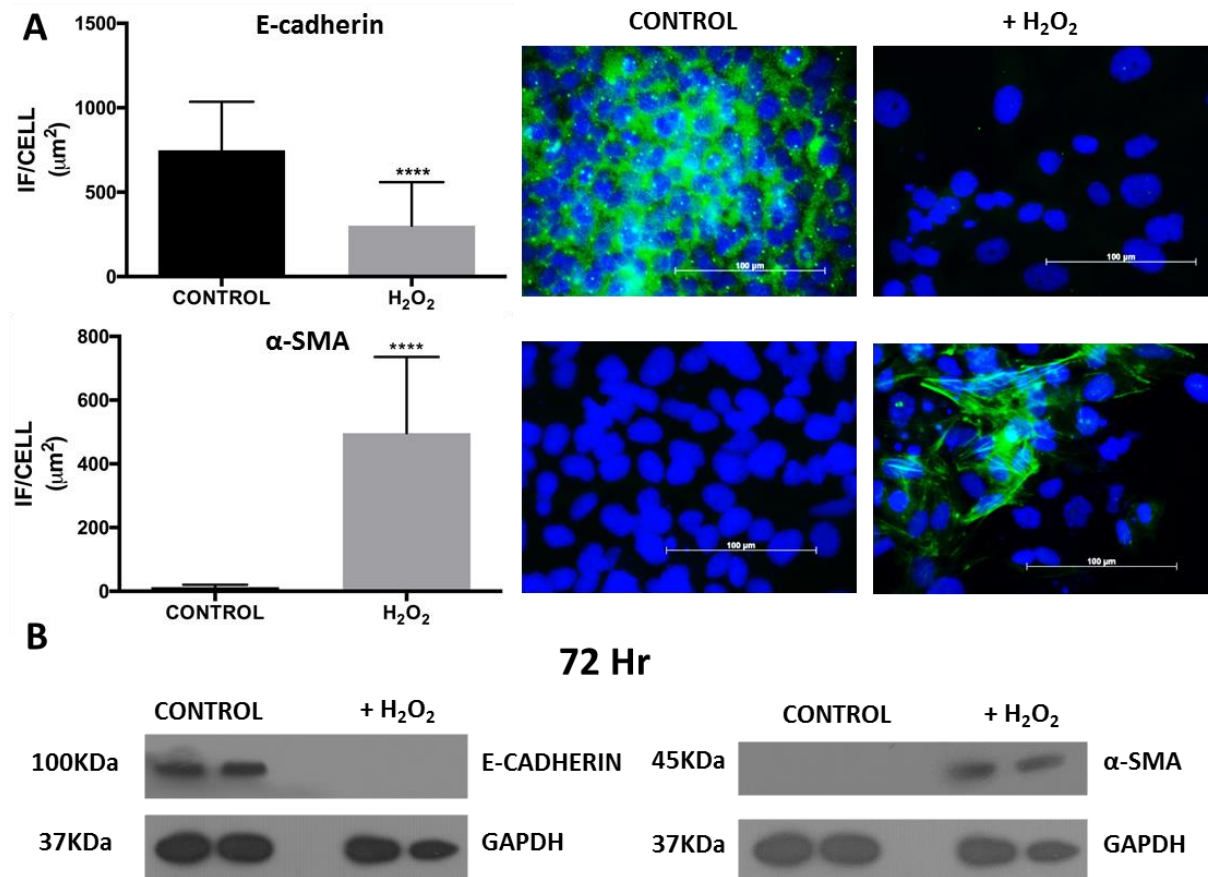 A
E-cadherin
1500
1000
500
0
IF/CELL
(µm²)
****
CONTROL
H₂O₂
CONTROL
+ H₂O₂
100 µm
100 µm
α-SMA
800
600
400
200
0
IF/CELL
(µm²)
****
CONTROL
H₂O₂
100 µm
100 µm
B
72 Hr
CONTROL
+ H₂O₂
100KDa
E-CADHERIN
37KDa
GAPDH
CONTROL
+ H₂O₂
45KDa
α-SMA
37KDa
GAPDH